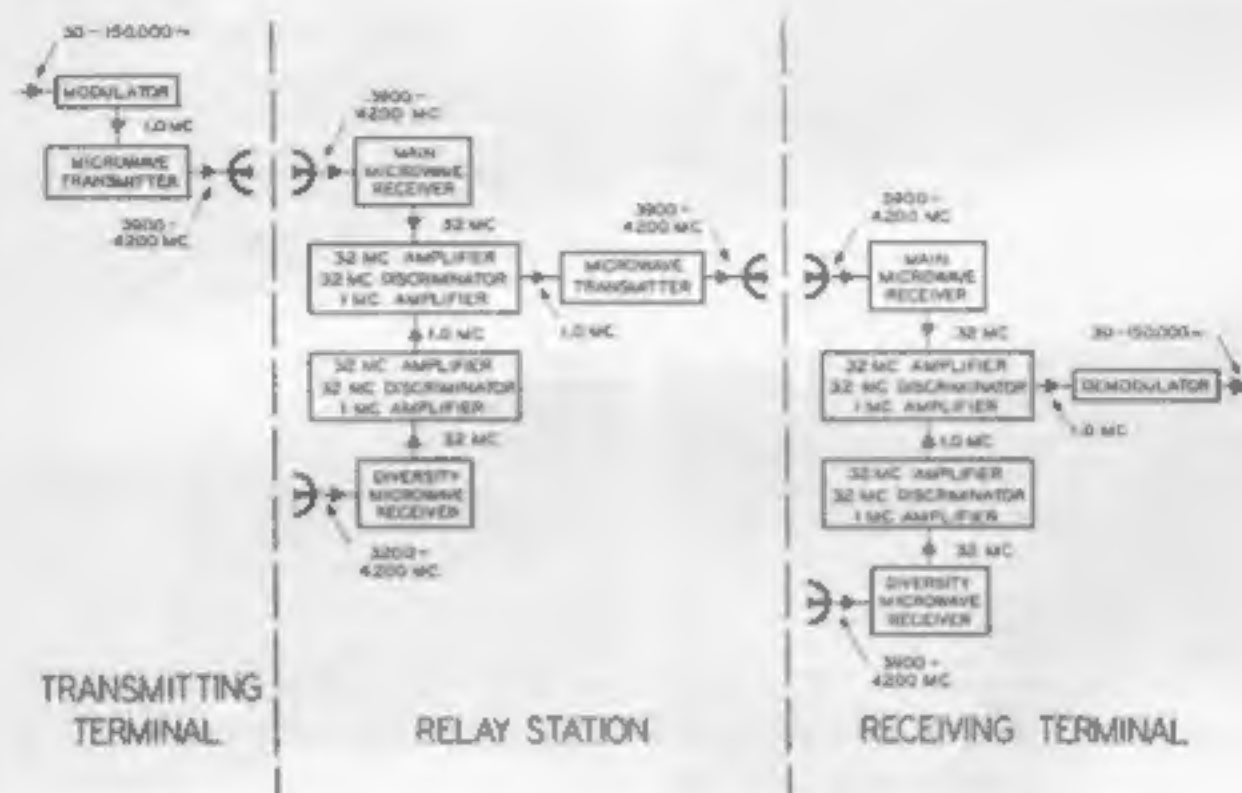 30-150,000~
MODULATOR
1.0 MC
MICROWAVE
TRANSMITTER
3900-
4200 MC
3900-
4200 MC
MAIN
MICROWAVE
RECEIVER
32 MC
32 MC AMPLIFIER
32 MC DISCRIMINATOR
1 MC AMPLIFIER
1.0 MC
MICROWAVE
TRANSMITTER
3900-
4200 MC
1.0 MC
32 MC AMPLIFIER
32 MC DISCRIMINATOR
1 MC AMPLIFIER
32 MC
DIVERSITY
MICROWAVE
RECEIVER
4200 MC
3900-
4200 MC
MAIN
MICROWAVE
RECEIVER
32 MC
32 MC AMPLIFIER
32 MC DISCRIMINATOR
1 MC AMPLIFIER
1.0 MC
DEMODULATOR
30-150,000~
1.0 MC
32 MC AMPLIFIER
32 MC DISCRIMINATOR
1 MC AMPLIFIER
32 MC
DIVERSITY
MICROWAVE
RECEIVER
3900-
4200 MC
TRANSMITTING
TERMINAL
RELAY STATION
RECEIVING TERMINAL